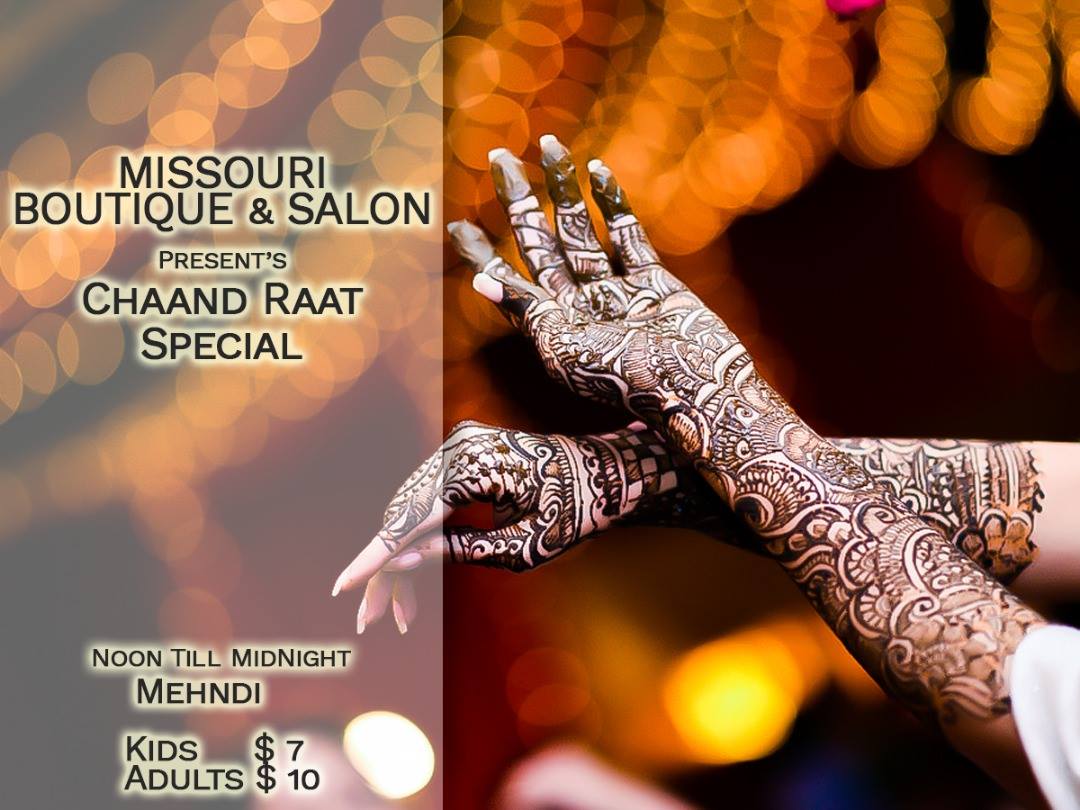 MISSOURI
BOUTIQUE & SALON
PRESENT'S
CHAAND RAAT
SPECIAL
NOON TILL MIDNIGHT
MEHNDI
KIDS $ 7
ADULTS $ 10